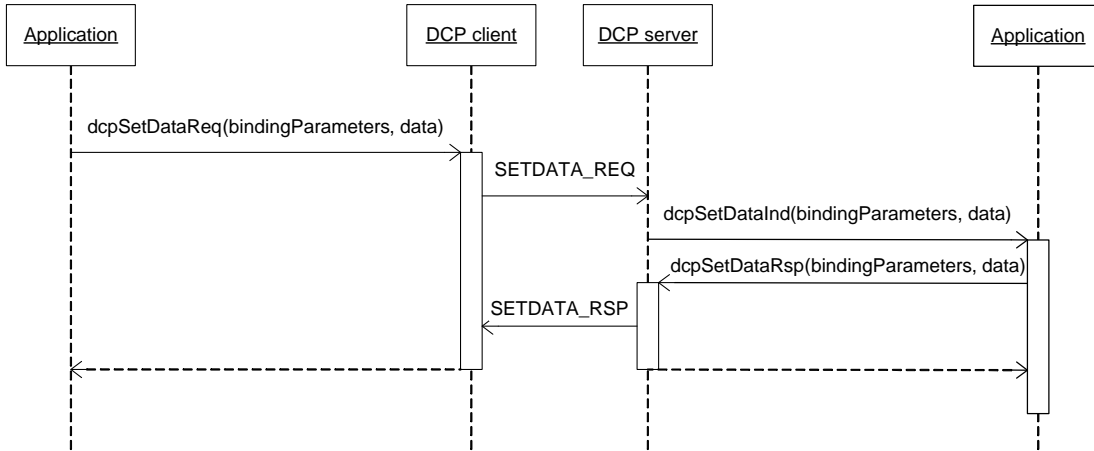 Application
DCP client
DCP server
Application
dcpSetDataReq(bindingParameters, data)
SETDATA_REQ
dcpSetDataInd(bindingParameters, data)
dcpSetDataRsp(bindingParameters, data)
SETDATA_RSP